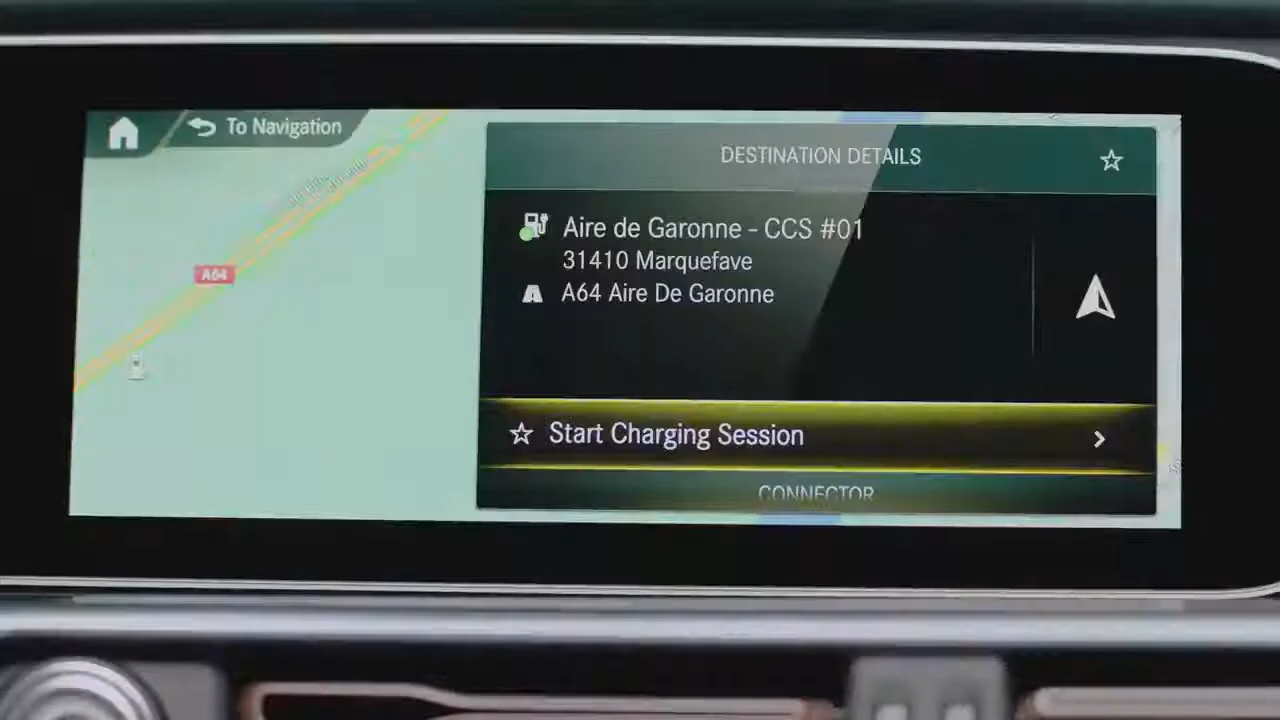 To Navigation
DESTINATION DETAILS
Aire de Garonne - CCS #01
31410 Marquefave
A64 Aire De Garonne
A64
Start Charging Session
CONNECTOR